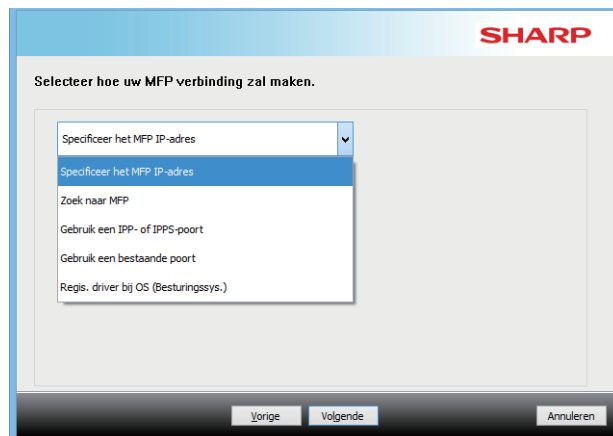 SHARP
Selecteer hoe uw MFP verbinding zal maken.
Specificeer het MFP IP-adres
Specificeer het MFP IP-adres
Zoek naar MFP
Gebruik een IPP- of IPPS-poort
Gebruik een bestaande poort
Regis. driver bij OS (Besturingssys.)
Vorige Volgende Annuleren